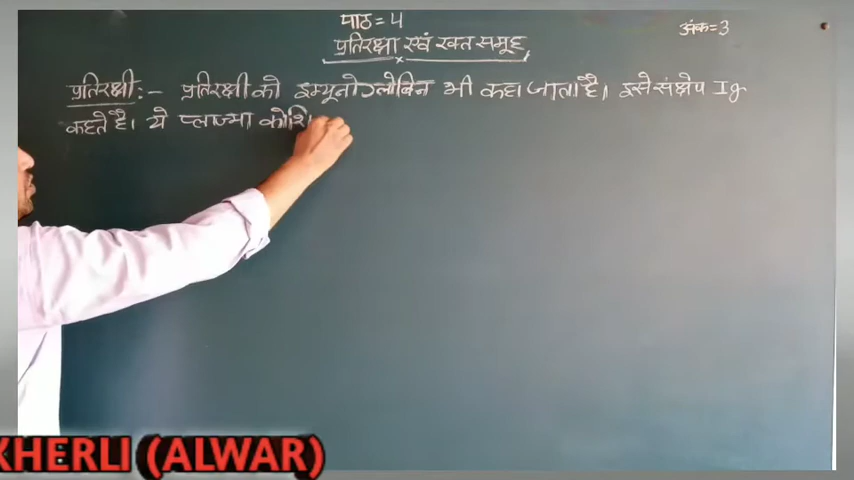 पाठ = 4
अंक = 3
प्रतिरक्षा एवं रक्त समूह
प्रतिरक्षी :- प्रतिरक्षी को इम्यूनोग्लोबिन भी कहा जाता है। इसे संक्षेप Ig
कहते है। ये प्लाज्मा कोशि
KHERLI (ALWAR)